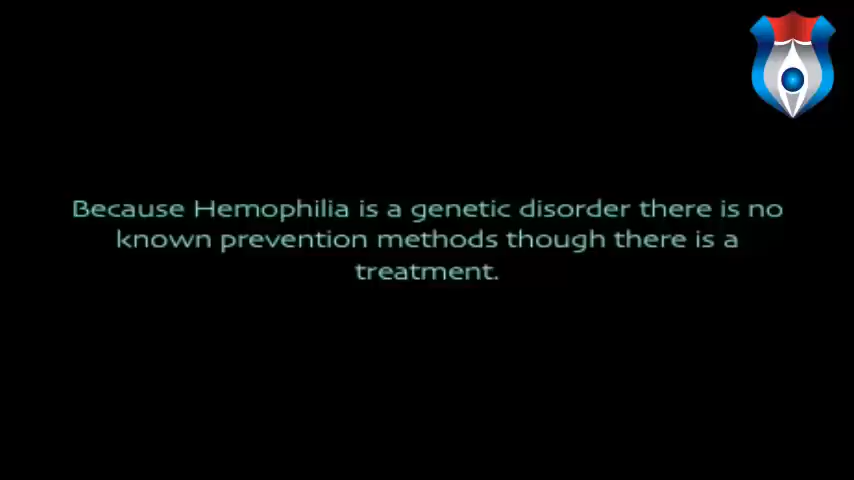 Because Hemophilia is a genetic disorder there is no
known prevention methods though there is a
treatment.